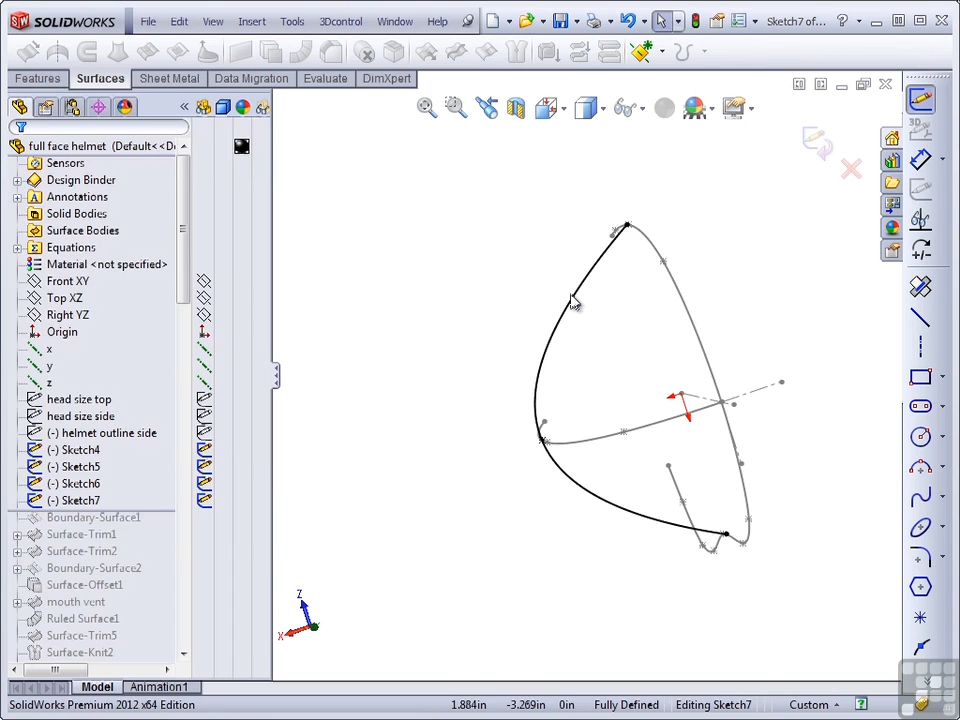 SOLIDWORKS File Edit View Insert Tools 3Dcontrol Window Help Sketch7 of...
Features Surfaces Sheet Metal Data Migration Evaluate DimXpert
full face helmet (Default<<De
Sensors
Design Binder
Annotations
Solid Bodies
Surface Bodies
Equations
Material <not specified>
Front XY
Top XZ
Right YZ
Origin
x
y
z
head size top
head size side
(-) helmet outline side
(-) Sketch4
(-) Sketch5
(-) Sketch6
(-) Sketch7
Boundary-Surface1
Surface-Trim1
Surface-Trim2
Boundary-Surface2
Surface-Offset1
mouth vent
Ruled Surface1
Surface-Trim5
Surface-Knit2
3D
Z
X
Model Animation1
SolidWorks Premium 2012 x64 Edition 1.884in -3.269in 0in Fully Defined Editing Sketch7 Custom